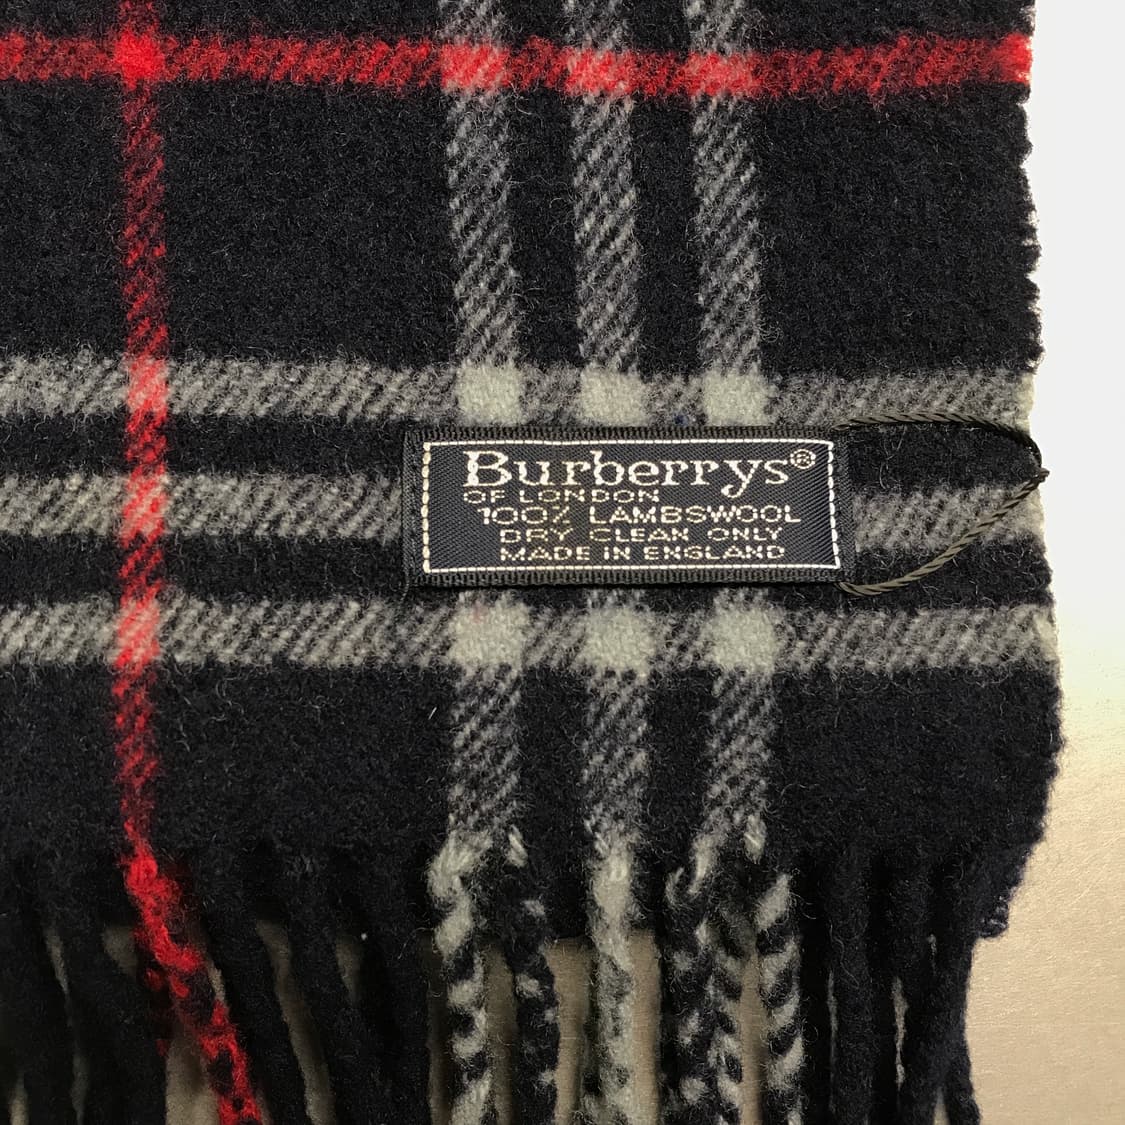 Burberrys®
OF LONDON
100% LAMBSWOOL
DRY CLEAN ONLY
MADE IN ENGLAND